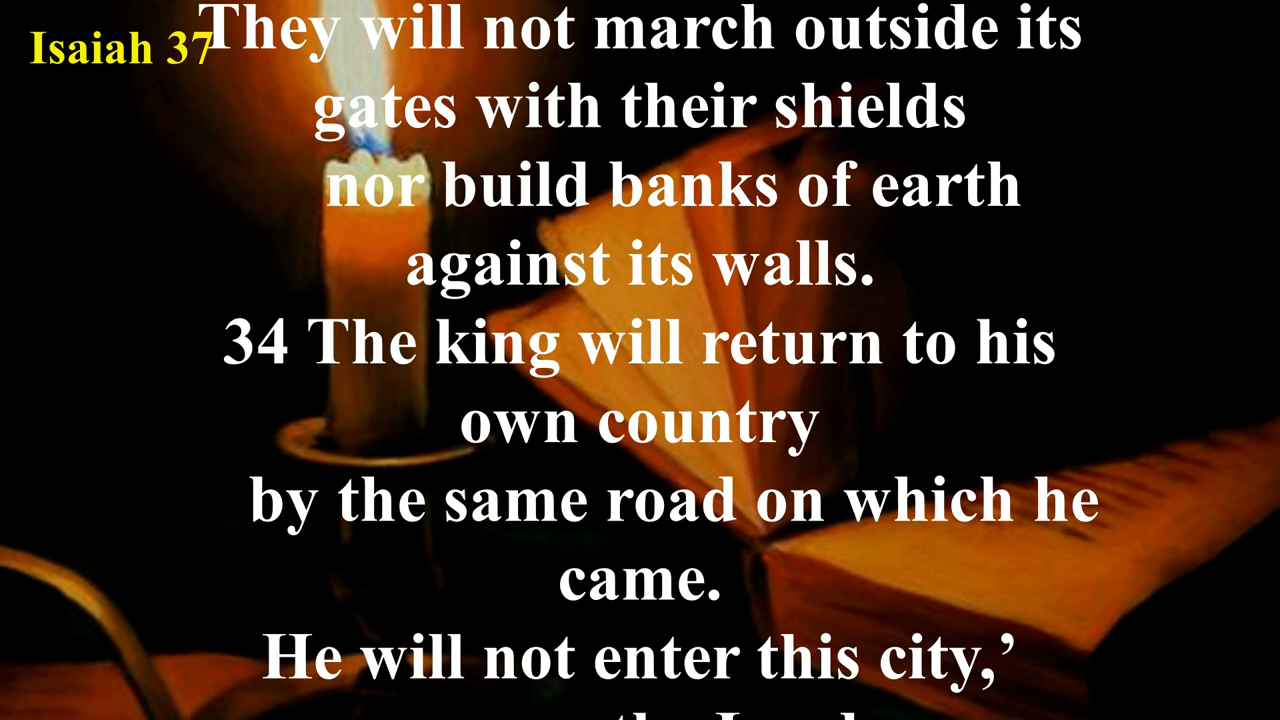 Isaiah 37
They will not march outside its
gates with their shields
nor build banks of earth
against its walls.
34 The king will return to his
own country
by the same road on which he
came.
He will not enter this city,’